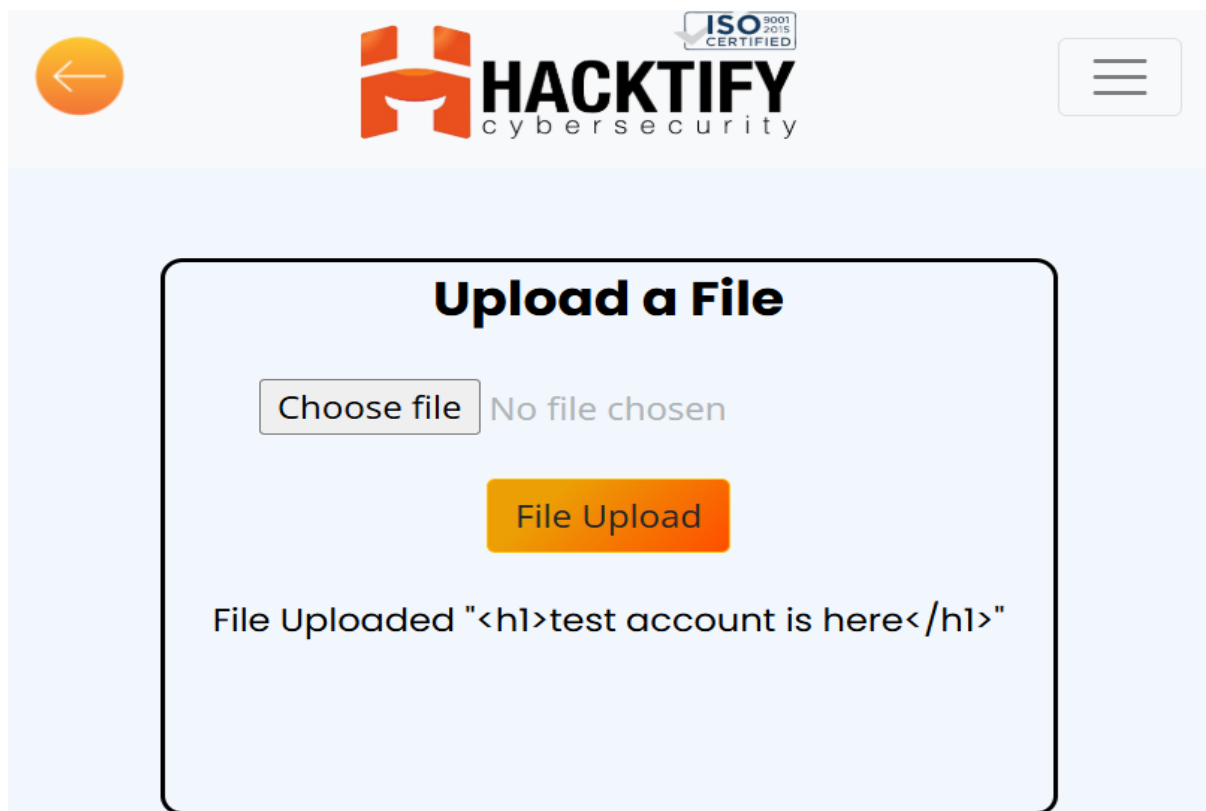 ISO 9001
2015
CERTIFIED
HACKTIFY
cybersecurity
Upload a File
Choose file No file chosen
File Upload
File Uploaded "<h1>test account is here</h1>"